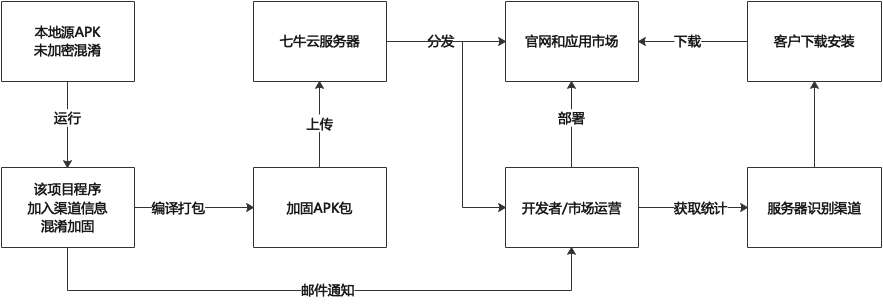 本地源APK
未加密混淆
七牛云服务器
分发
官网和应用市场
下载
客户下载安装
运行
上传
部署
该项目程序
加入渠道信息
混淆加固
编译打包
加固APK包
开发者/市场运营
获取统计
服务器识别渠道
邮件通知